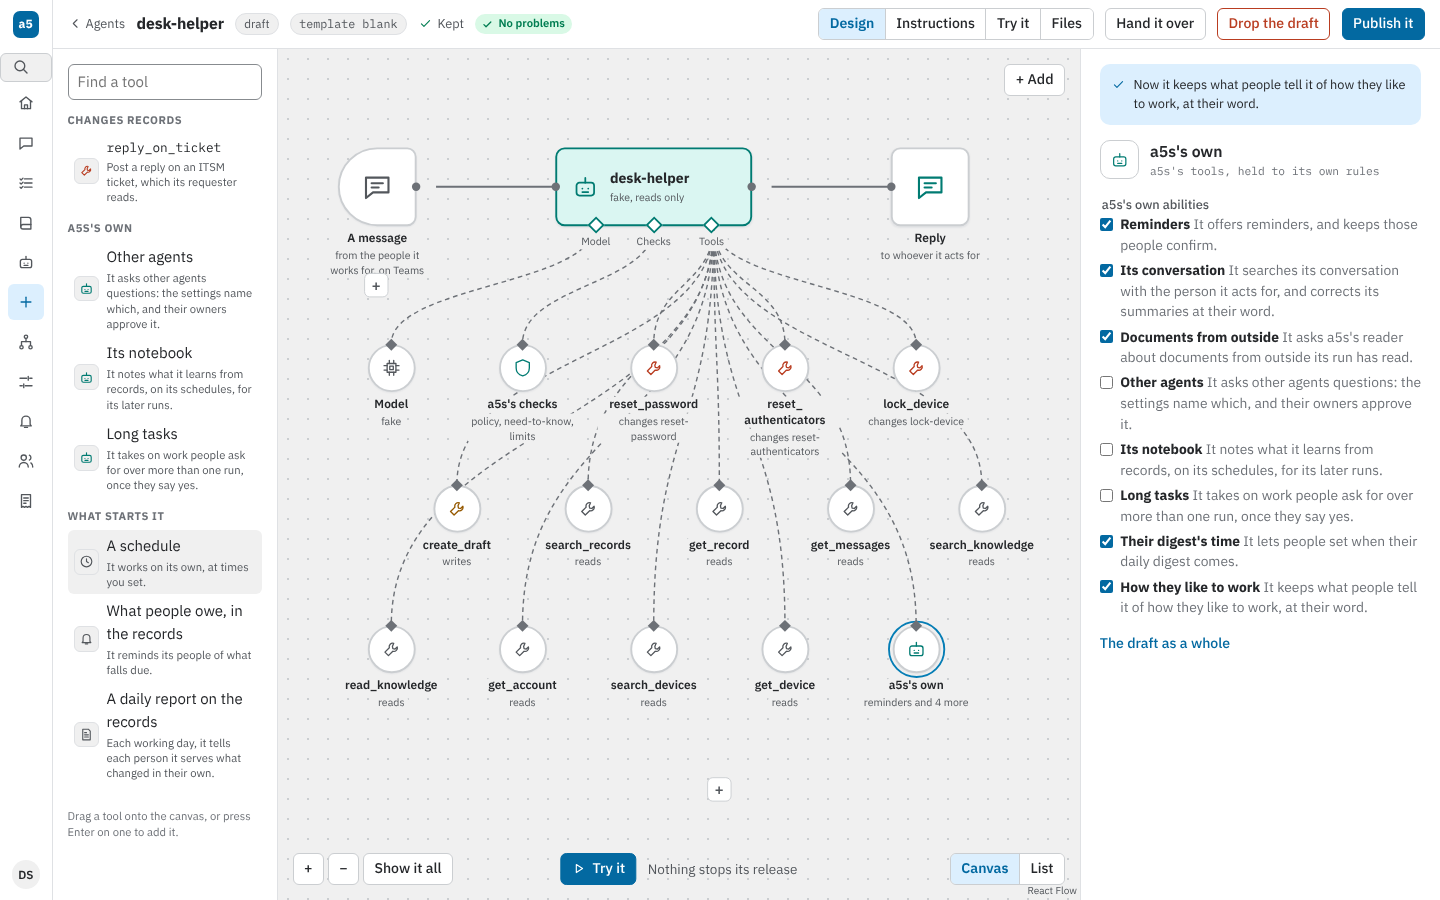 a5
Agents
desk-helper
draft
template blank
Kept
No problems
Design
Instructions
Try it
Files
Hand it over
Drop the draft
Publish it
Find a tool
CHANGES RECORDS
reply_on_ticket
Post a reply on an ITSM
ticket, which its requester
reads.
A5S'S OWN
Other agents
It asks other agents
questions: the settings name
which, and their owners
approve it.
Its notebook
It notes what it learns from
records, on its schedules, for
its later runs.
Long tasks
It takes on work people ask
for over more than one run,
once they say yes.
WHAT STARTS IT
A schedule
It works on its own, at times
you set.
What people owe, in
the records
It reminds its people of what
falls due.
A daily report on the
records
Each working day, it tells
each person it serves what
changed in their own.
Drag a tool onto the canvas, or press
Enter on one to add it.
DS
+ Add
A message
from the people it
works for, on Teams
+
desk-helper
fake, reads only
Model
Checks
Tools
Reply
to whoever it acts for
Model
fake
a5s's checks
policy, need-to-know,
limits
reset_password
changes reset-
password
reset_
authenticators
changes reset-
authenticators
lock_device
changes lock-device
create_draft
writes
search_records
reads
get_record
reads
get_messages
reads
search_knowledge
reads
read_knowledge
reads
get_account
reads
search_devices
reads
get_device
reads
a5s's own
reminders and 4 more
+
+
−
Show it all
Try it
Nothing stops its release
Canvas
List
React Flow
Now it keeps what people tell it of how they like
to work, at their word.
a5s's own
a5s's tools, held to its own rules
a5s's own abilities
Reminders It offers reminders, and keeps those
people confirm.
Its conversation It searches its conversation
with the person it acts for, and corrects its
summaries at their word.
Documents from outside It asks a5s's reader
about documents from outside its run has read.
Other agents It asks other agents questions: the
settings name which, and their owners approve
it.
Its notebook It notes what it learns from
records, on its schedules, for its later runs.
Long tasks It takes on work people ask for over
more than one run, once they say yes.
Their digest's time It lets people set when their
daily digest comes.
How they like to work It keeps what people tell
it of how they like to work, at their word.
The draft as a whole